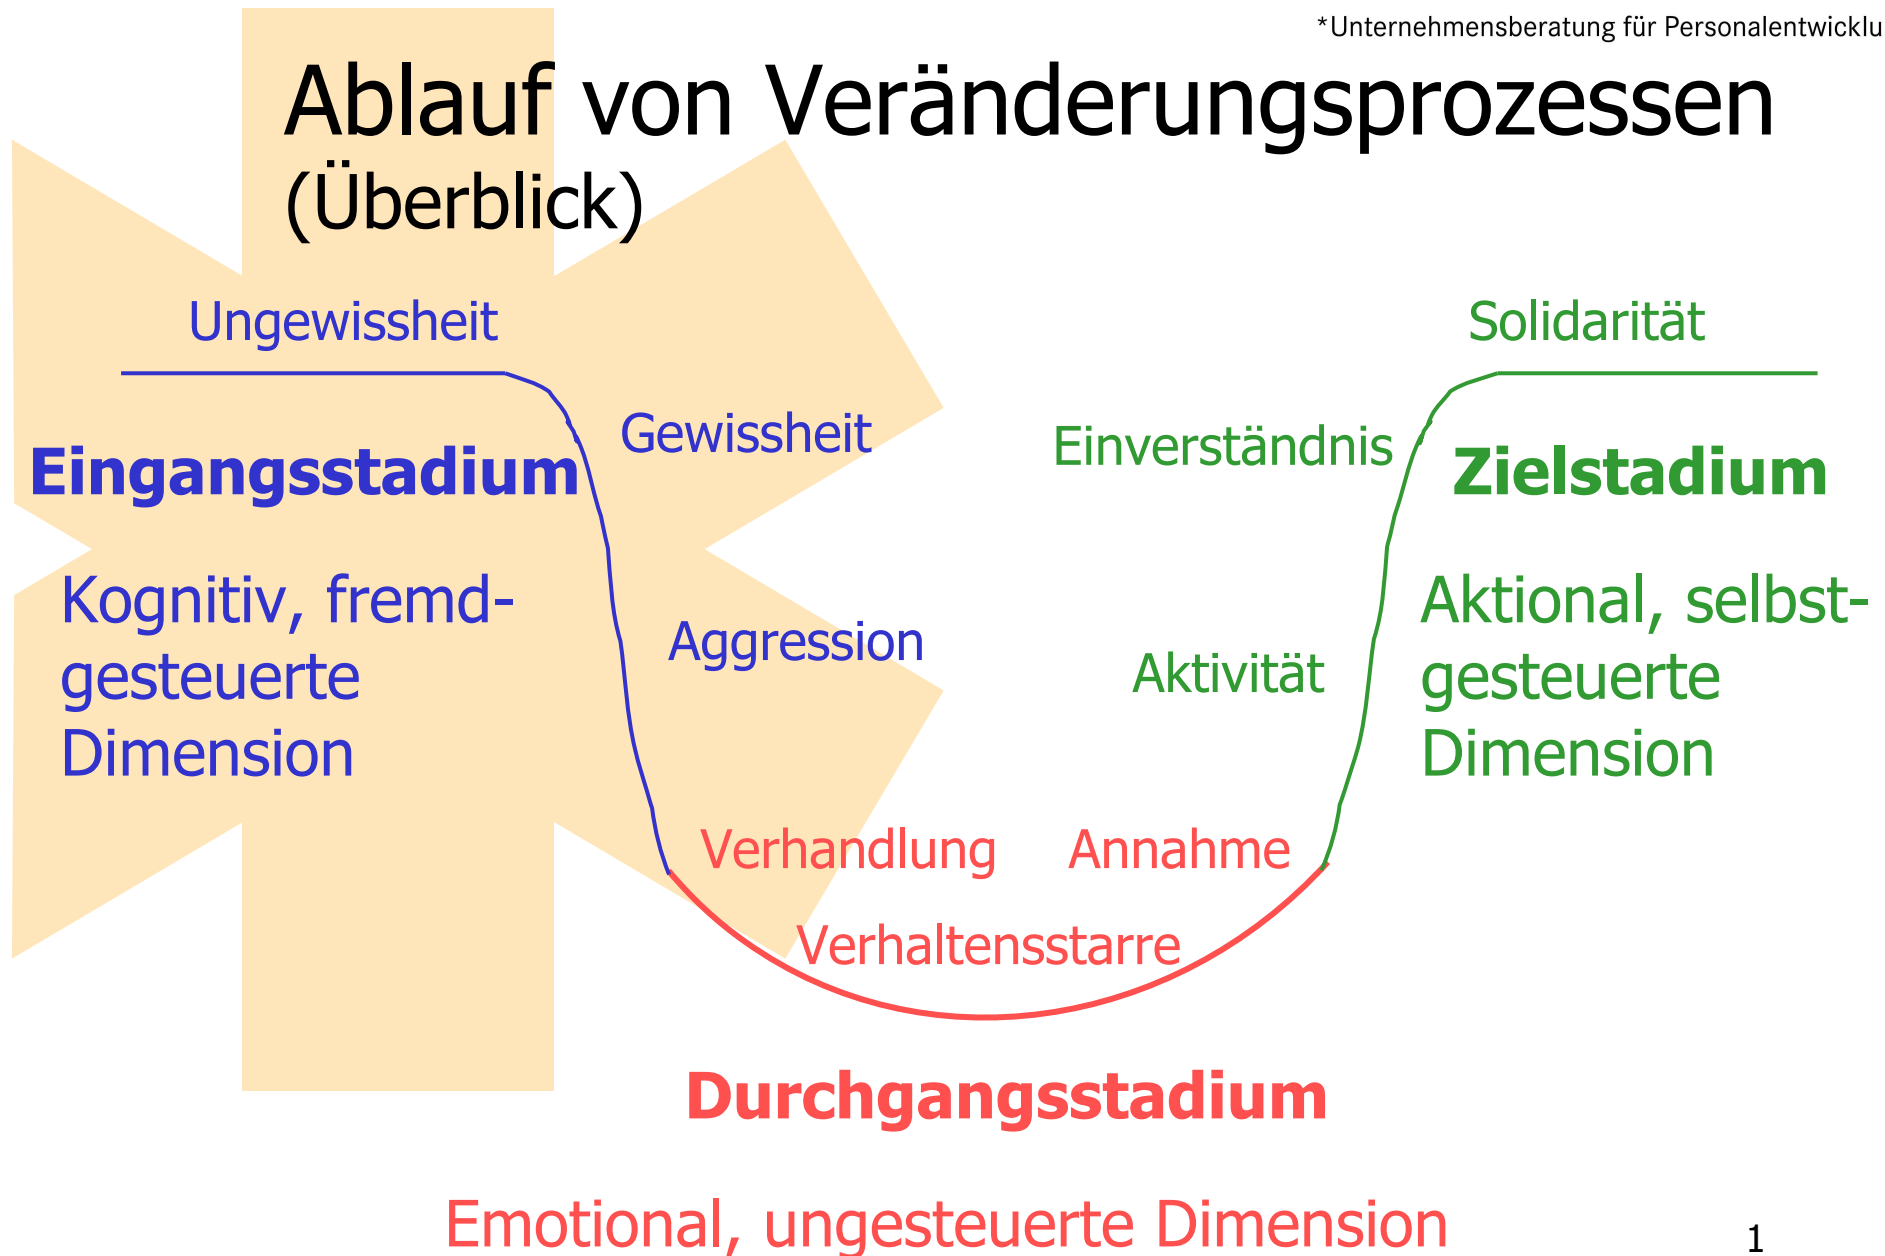 *Unternehmensberatung für Personalentwicklu
Ablauf von Veränderungsprozessen
(Überblick)
Ungewissheit
Solidarität
Gewissheit
Einverständnis
Eingangsstadium
Zielstadium
Kognitiv, fremd-
gesteuerte
Dimension
Aggression
Aktivität
Aktional, selbst-
gesteuerte
Dimension
Verhandlung
Annahme
Verhaltensstarre
Durchgangsstadium
Emotional, ungesteuerte Dimension
1